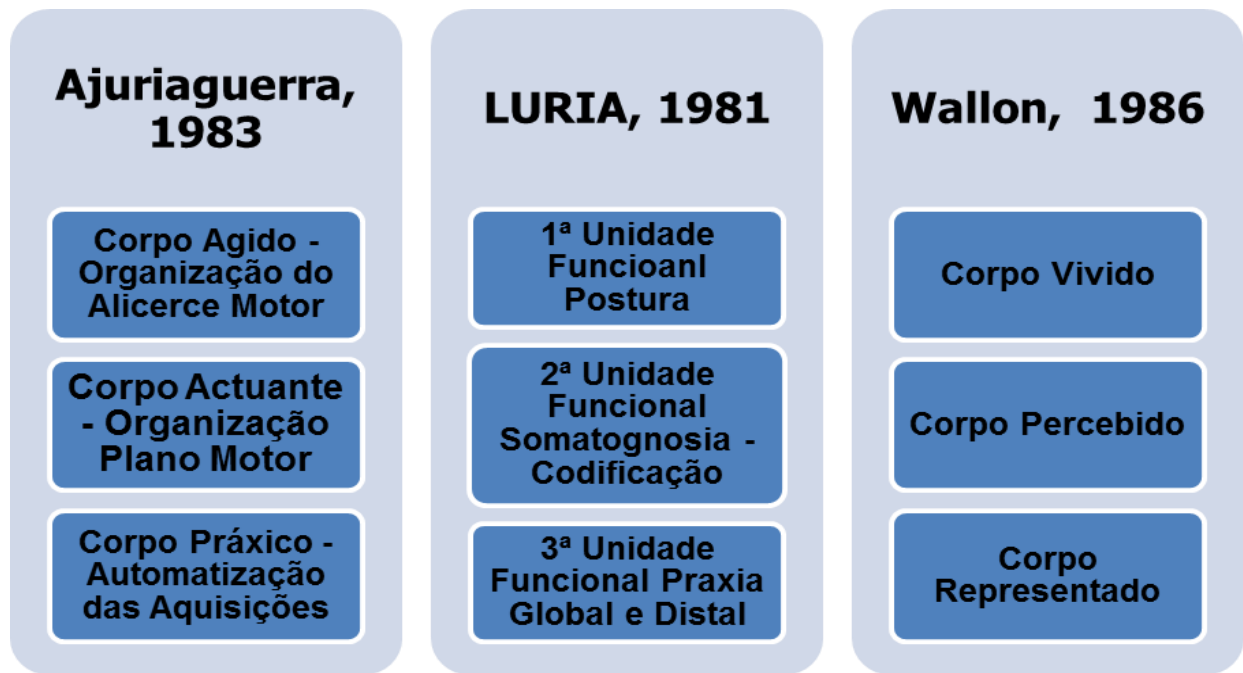 Ajuriaguerra,
1983
Corpo Agido -
Organização do
Alicerce Motor
Corpo Actuante
- Organização
Plano Motor
Corpo Práxico -
Automatização
das Aquisições
LURIA, 1981
1ª Unidade
Funcioanl
Postura
2ª Unidade
Funcional
Somatognosia -
Codificação
3ª Unidade
Funcional Praxia
Global e Distal
Wallon, 1986
Corpo Vivido
Corpo Percebido
Corpo
Representado